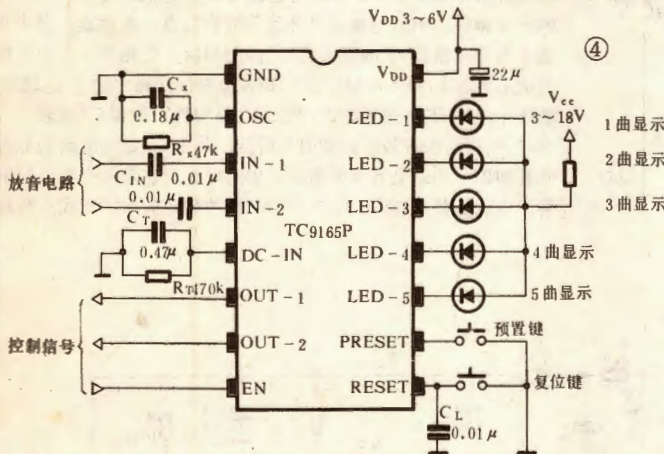 V_DD 3~6V
④
C_x
GND
V_DD
22μ
V_cc
3~18V
0.18μ
OSC
LED-1
1曲显示
R_x47k
IN-1
LED-2
2曲显示
放音电路
C_IN 0.01μ
0.01μ
IN-2
LED-3
3曲显示
C_T
TC9165P
0.47μ
DC-IN
LED-4
4曲显示
R_T470k
OUT-1
LED-5
5曲显示
控制信号
OUT-2
PRESET
预置键
EN
RESET
复位键
C_L
0.01μ